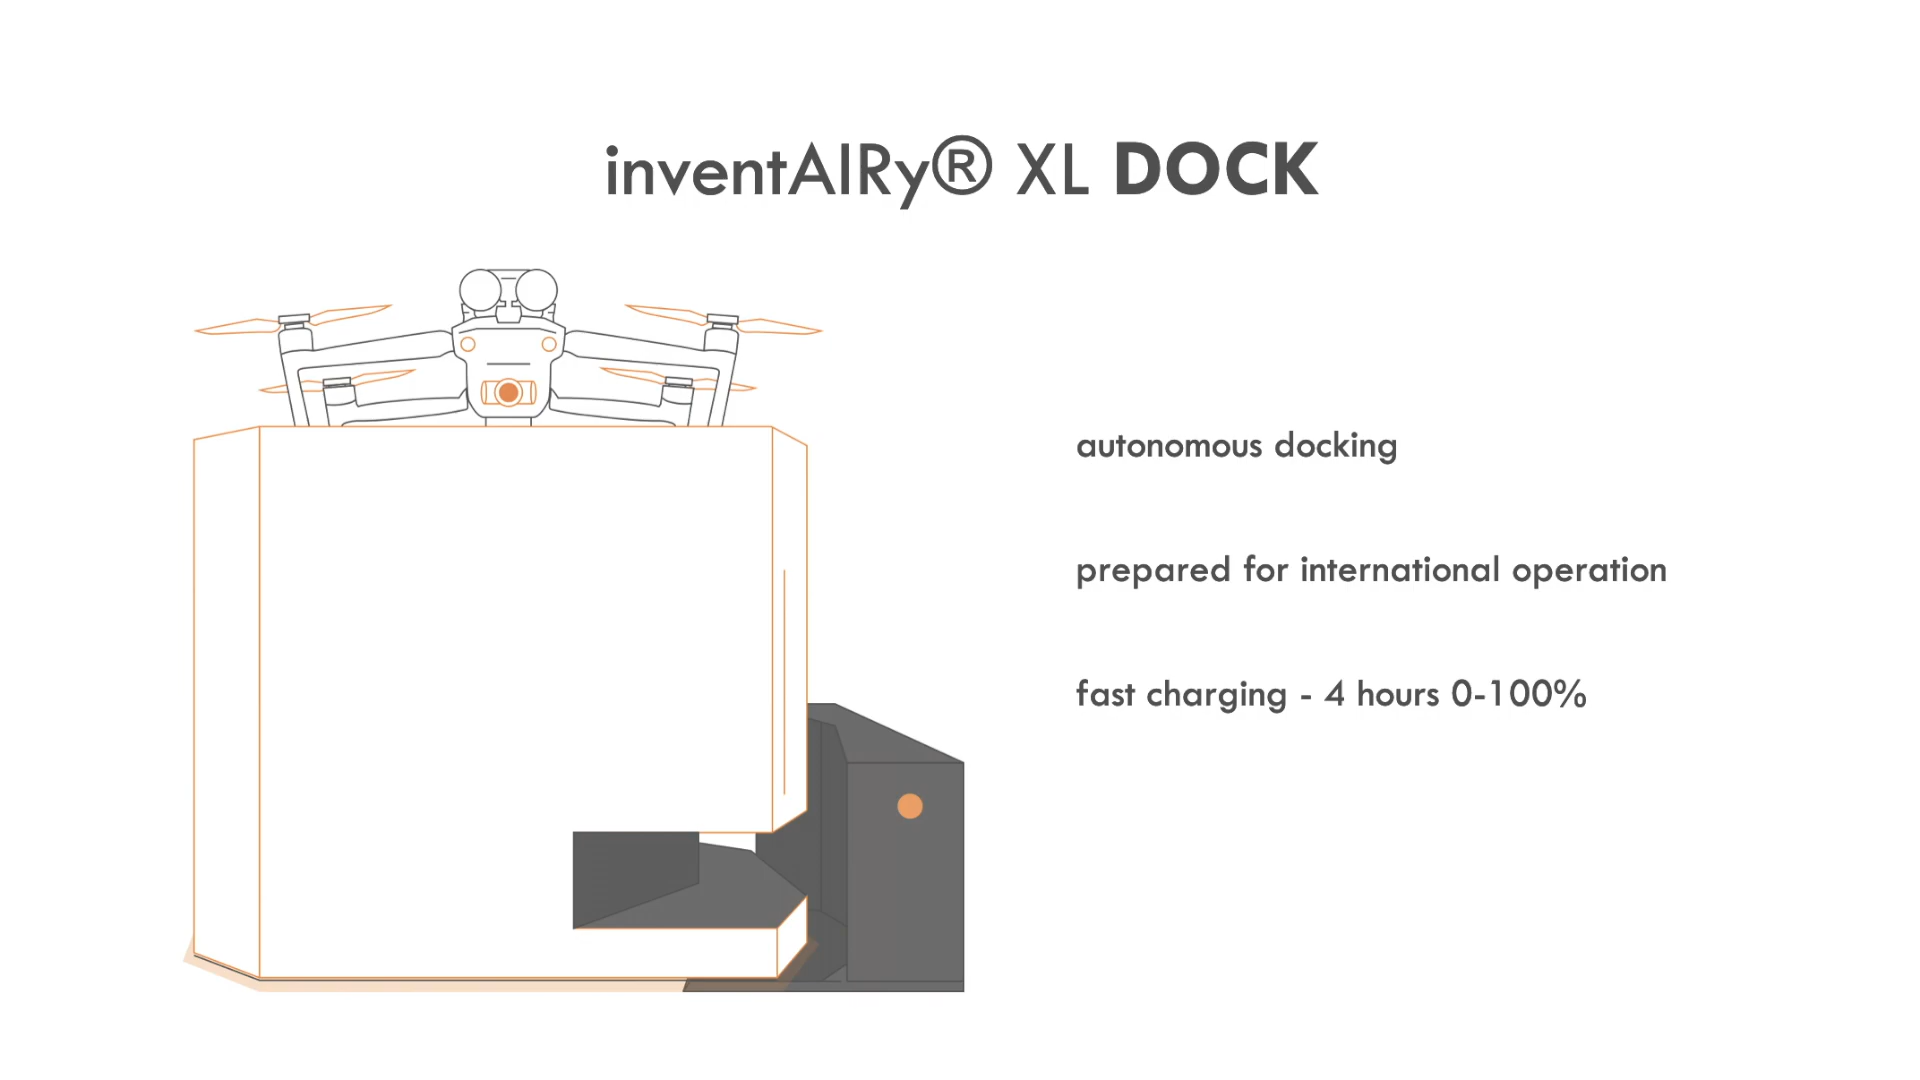 inventAIRy® XL DOCK
autonomous docking
prepared for international operation
fast charging - 4 hours 0-100%